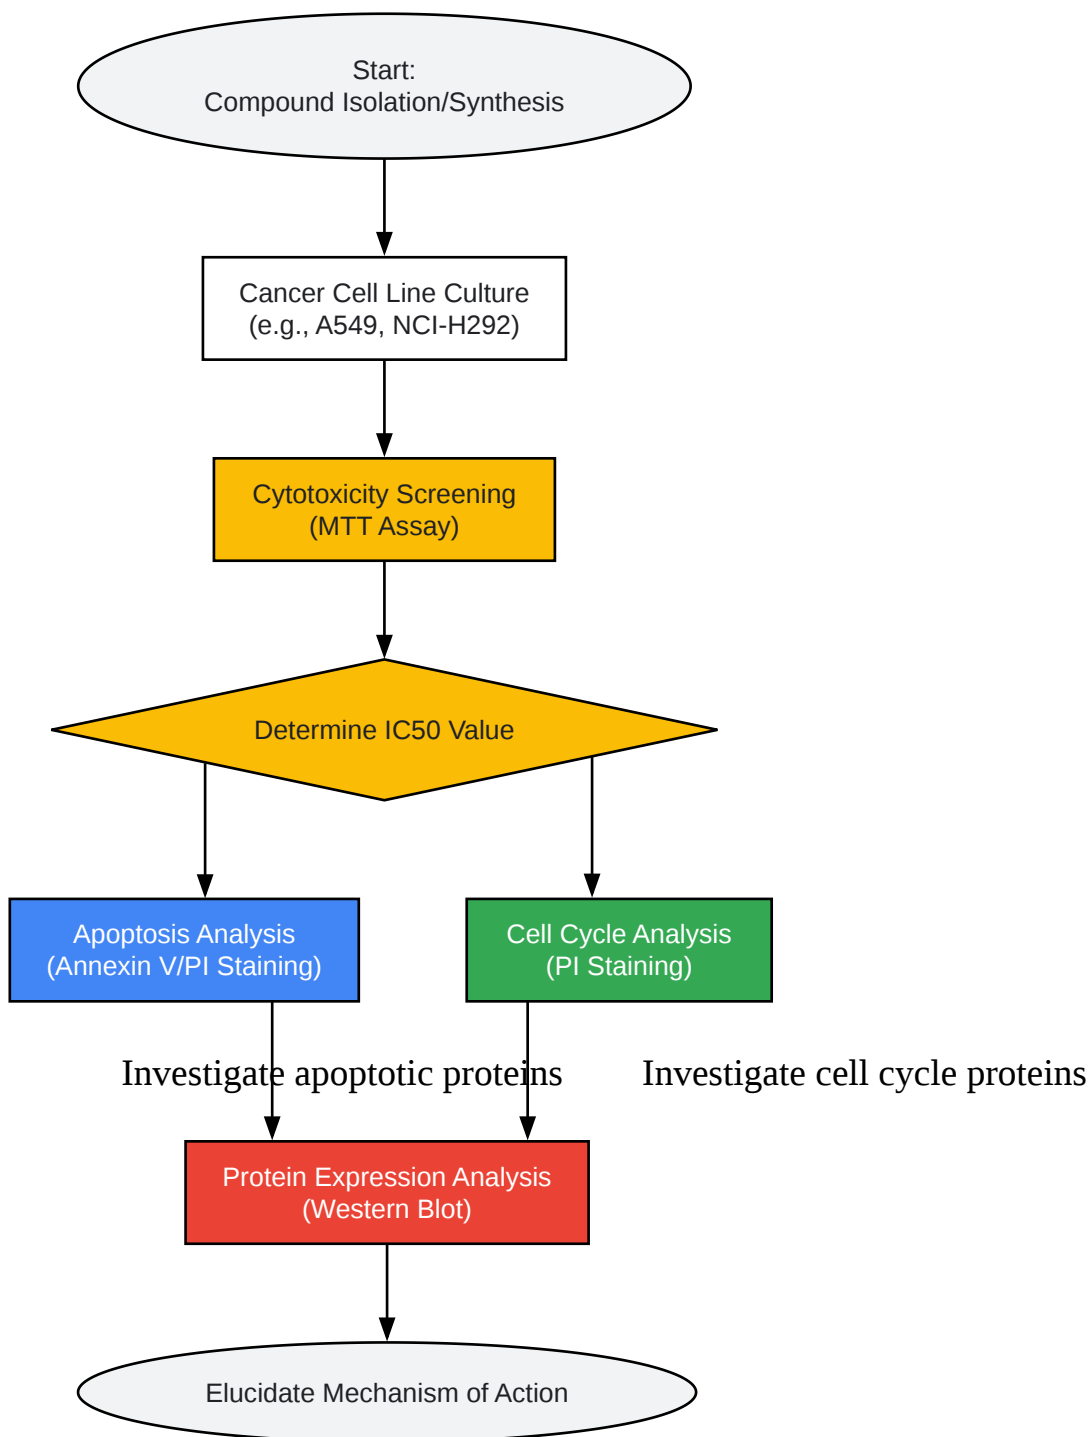 Start:
Compound Isolation/Synthesis
Cancer Cell Line Culture
(e.g., A549, NCI-H292)
Cytotoxicity Screening
(MTT Assay)
Determine IC50 Value
Apoptosis Analysis
(Annexin V/PI Staining)
Cell Cycle Analysis
(PI Staining)
Investigate apoptotic proteins
Investigate cell cycle proteins
Protein Expression Analysis
(Western Blot)
Elucidate Mechanism of Action